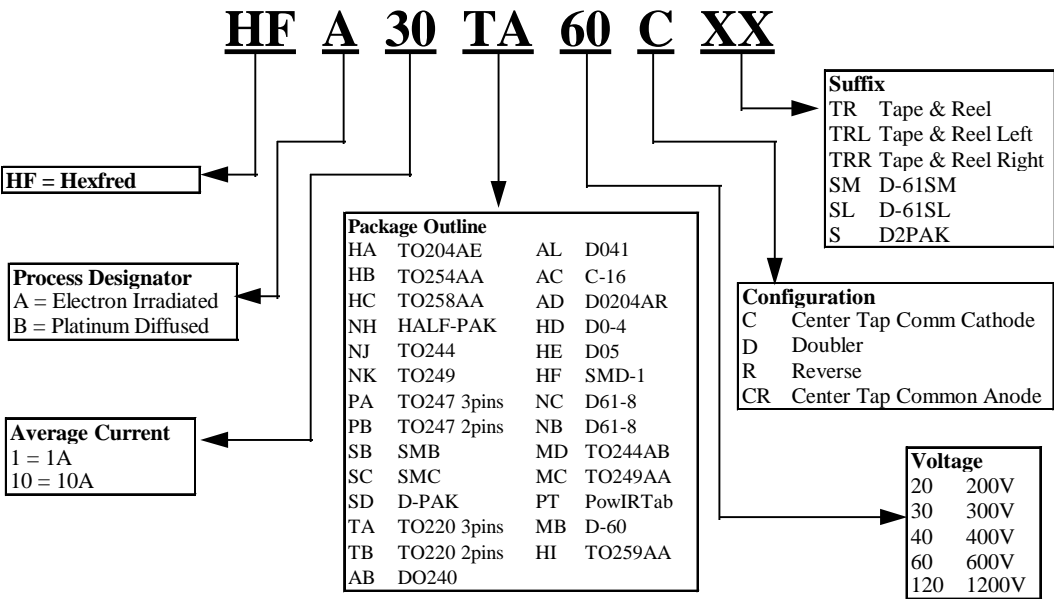 HF A 30 TA 60 C XX
Suffix
TR Tape & Reel
TRL Tape & Reel Left
TRR Tape & Reel Right
SM D-61SM
SL D-61SL
S D2PAK
HF = Hexfred
Package Outline
HA TO204AE AL D041
HB TO254AA AC C-16
HC TO258AA AD D0204AR
NH HALF-PAK HD D0-4
NJ TO244 HE D05
NK TO249 HF SMD-1
PA TO247 3pins NC D61-8
PB TO247 2pins NB D61-8
SB SMB MD TO244AB
SC SMC MC TO249AA
SD D-PAK PT PowIRTab
TA TO220 3pins MB D-60
TB TO220 2pins HI TO259AA
AB DO240
Process Designator
A = Electron Irradiated
B = Platinum Diffused
Configuration
C Center Tap Comm Cathode
D Doubler
R Reverse
CR Center Tap Common Anode
Average Current
1 = 1A
10 = 10A
Voltage
20 200V
30 300V
40 400V
60 600V
120 1200V